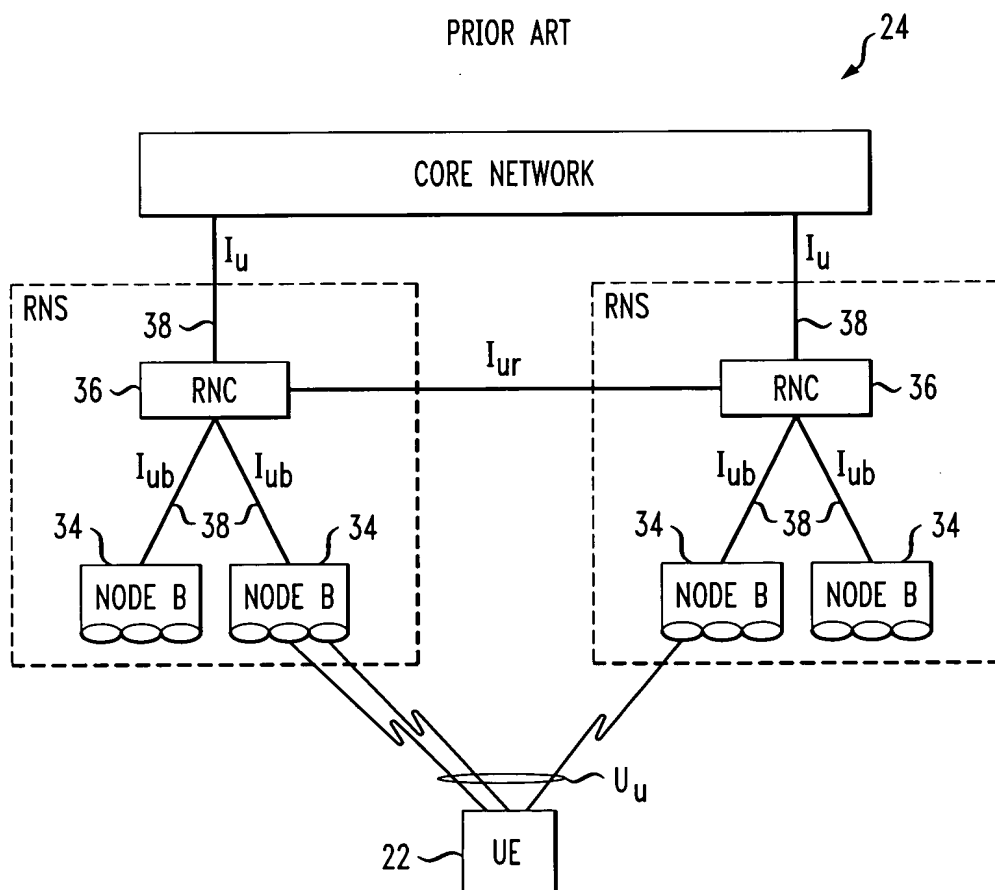 PRIOR ART
24
CORE NETWORK
Iu Iu
RNS RNS
38 38
Iur
36 RNC RNC 36
Iub Iub Iub Iub
38 38
34 34 34 34
NODE B NODE B NODE B NODE B
Uu
22 UE